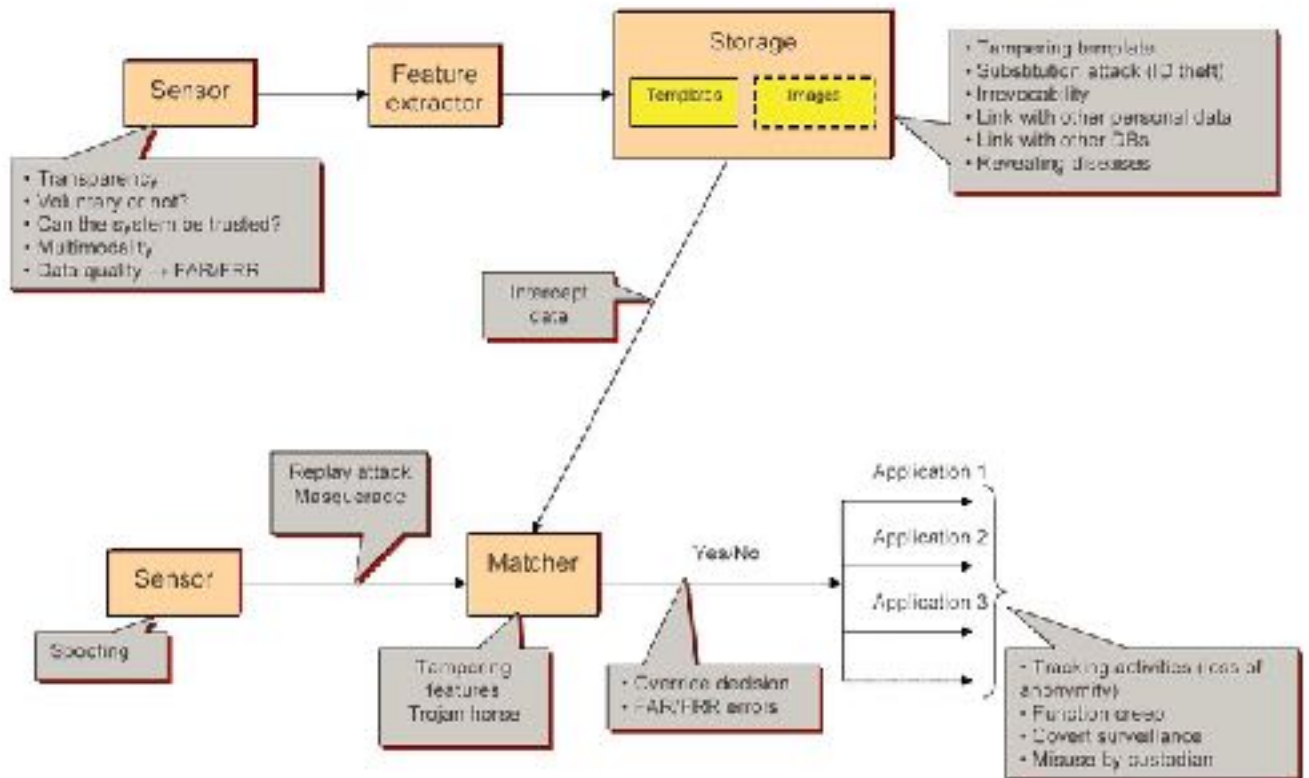 Storage
Sensor
Feature
extractor
Templates
Images
• Tampering template
• Substitution attack (ID theft)
• Irrevocability
• Link with other personal data
• Link with other DBs
• Revealing diseases
• Transparency
• Voluntary or not?
• Can the system be trusted?
• Multimodality
• Data quality → FAR/FRR
Intercept
data
Replay attack
Masquerade
Application 1
Application 2
Application 3
Sensor
Matcher
Yes/No
Spoofing
Tampering
features
Trojan horse
• Override decision
• FAR/FRR errors
• Tracking activities (loss of
anonymity)
• Function creep
• Covert surveillance
• Misuse by custodian